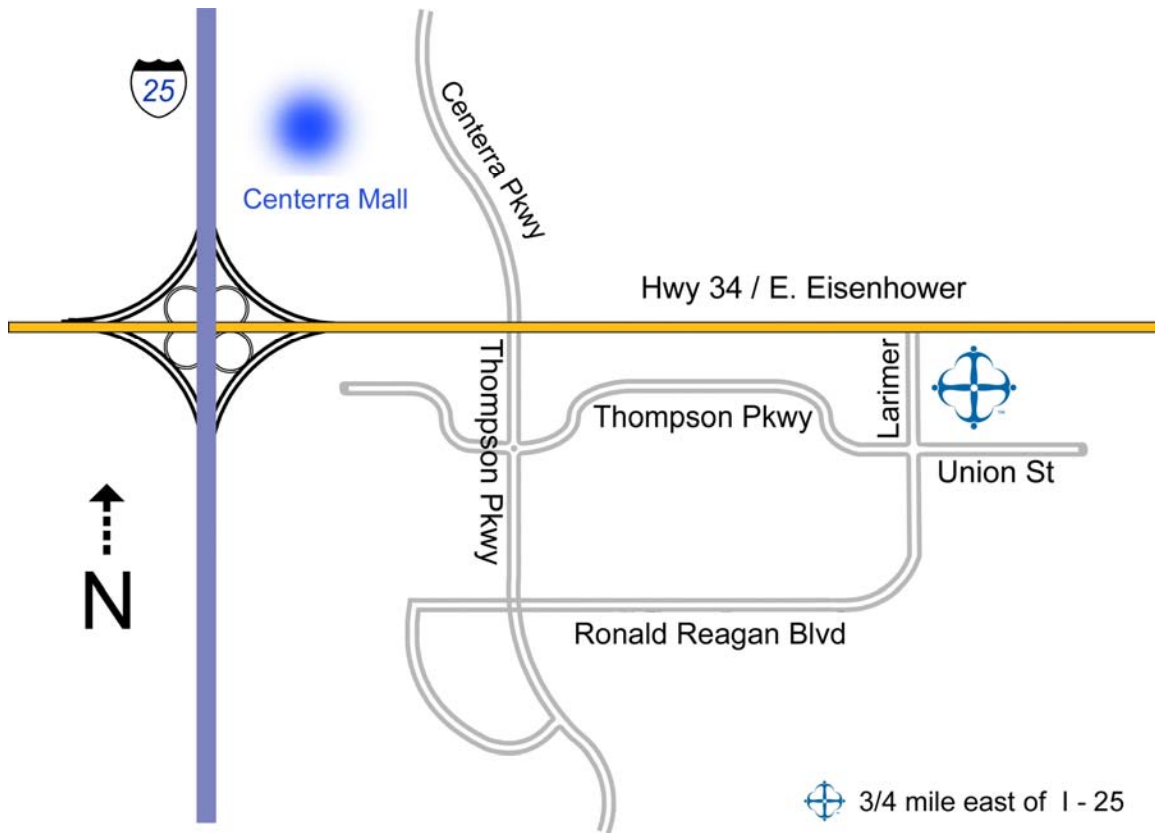 25
Centerra Mall
Centerra Pkwy
Hwy 34 / E. Eisenhower
Thompson Pkwy
Thompson Pkwy
Larimer
Union St
N
Ronald Reagan Blvd
3/4 mile east of I - 25